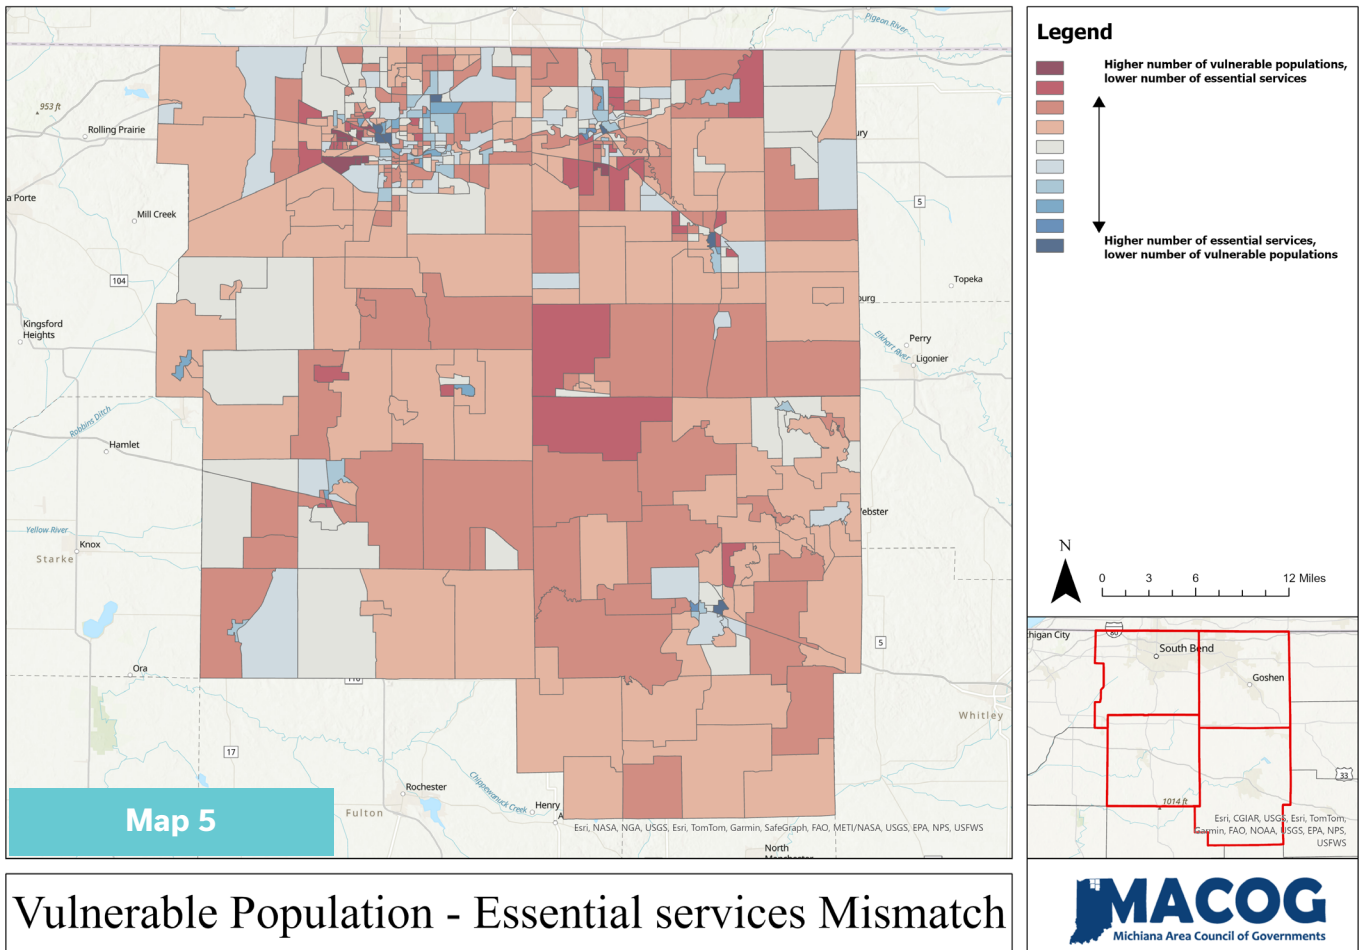 Pigeon River
953 ft
Rolling Prairie
ury
a Porte
Mill Creek
5
104
Topeka
burg
Kingsford
Heights
Elkhart River
Perry
Ligonier
Robbins Ditch
Hamlet
Yellow River
Knox
Starke
ebster
5
Ora
110
Whitley
17
Rochester
Chippewanuck Creek
Fulton
Henry
A
Map 5
Esri, NASA, NGA, USGS, Esri, TomTom, Garmin, SafeGraph, FAO, METI/NASA, USGS, EPA, NPS, USFWS
North
Manchester
Vulnerable Population - Essential services Mismatch
Legend
Higher number of vulnerable populations,
lower number of essential services
Higher number of essential services,
lower number of vulnerable populations
N
0 3 6 12 Miles
chigan City
80
South Bend
Goshen
33
1014 ft
Esri, CGIAR, USGS, Esri, TomTom,
Garmin, FAO, NOAA, USGS, EPA, NPS,
USFWS
MACOG
Michiana Area Council of Governments